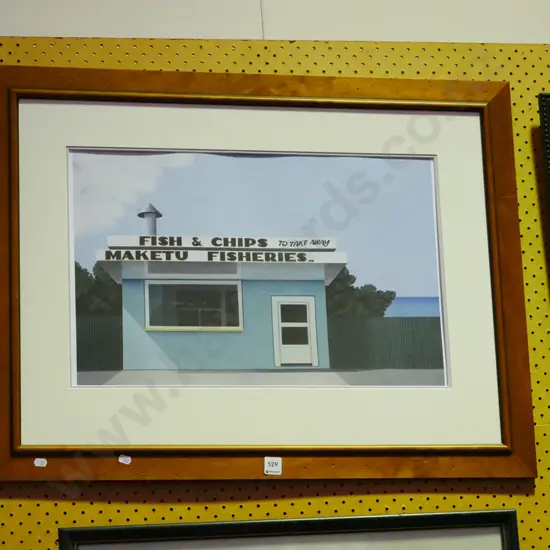 FISH & CHIPS TO TAKE AWAY
MAKETU FISHERIES
529